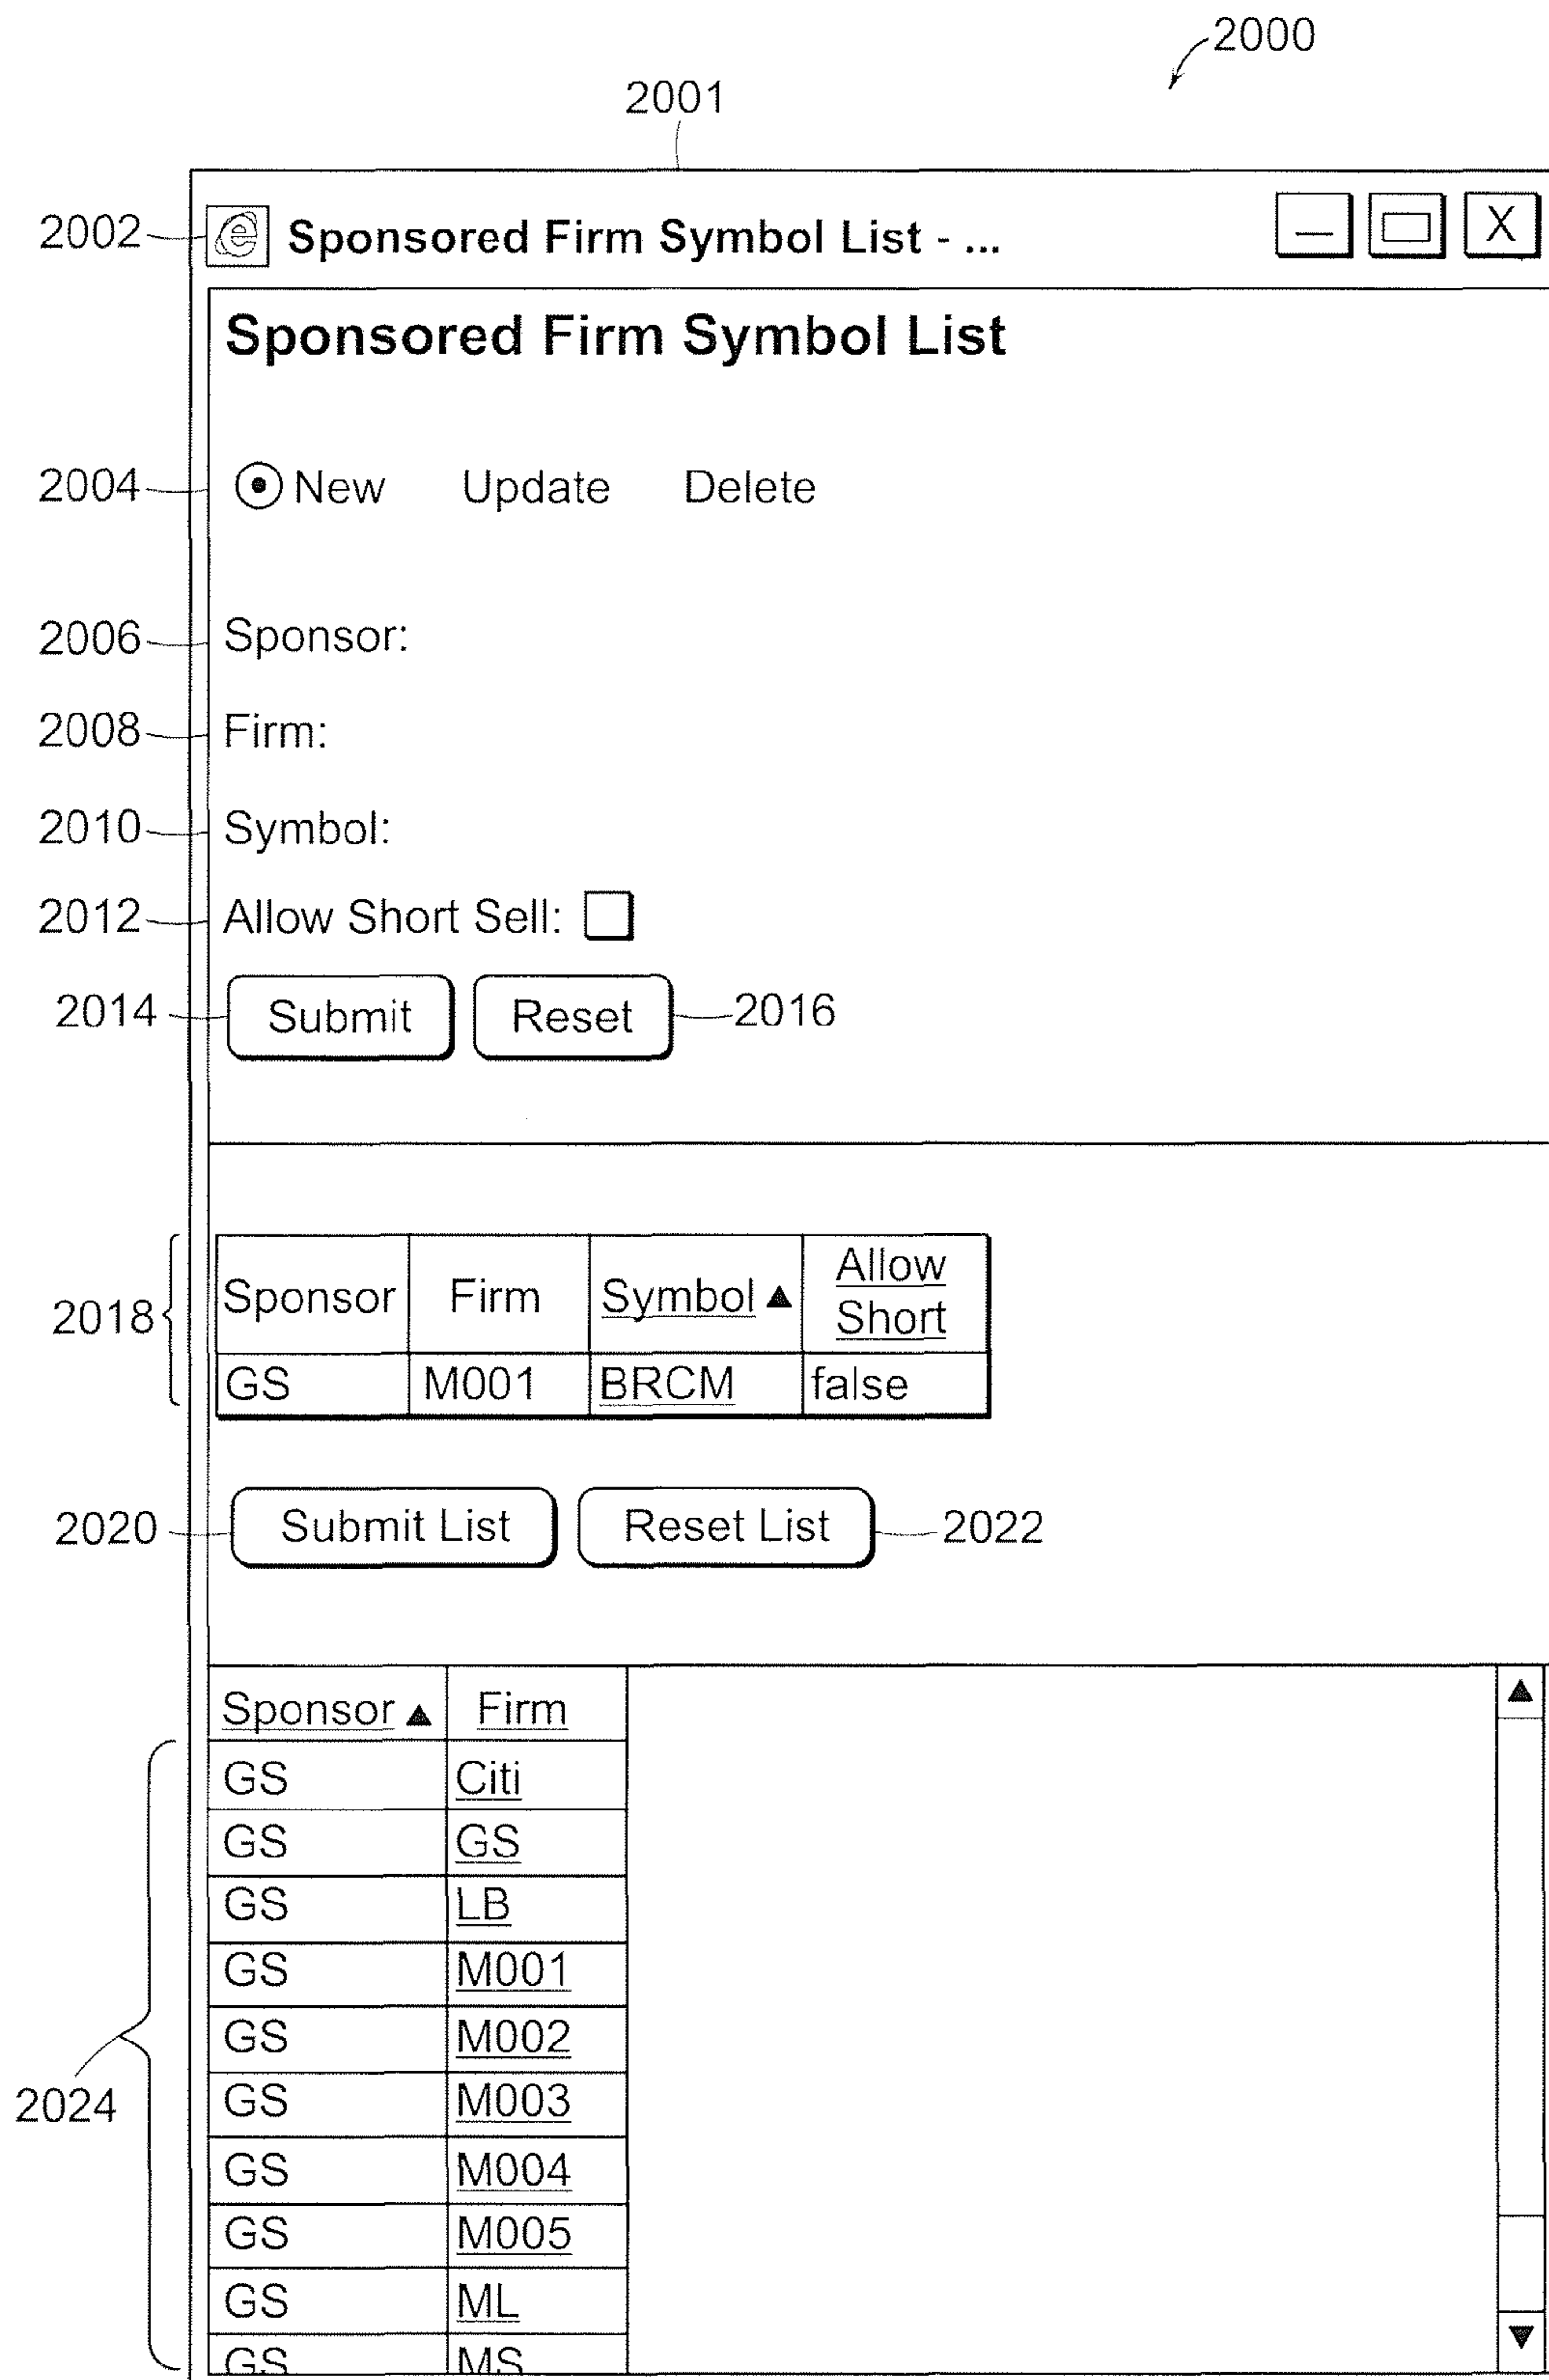 2000
2001
2002 Sponsored Firm Symbol List - ... X
Sponsored Firm Symbol List
2004 New Update Delete
2006 Sponsor:
2008 Firm:
2010 Symbol:
2012 Allow Short Sell:
2014 Submit Reset 2016
2018
Sponsor Firm Symbol ▲ Allow Short
GS M001 BRCM false
2020 Submit List Reset List 2022
Sponsor ▲ Firm
GS Citi
GS GS
GS LB
GS M001
GS M002
2024
GS M003
GS M004
GS M005
GS ML
GS MS